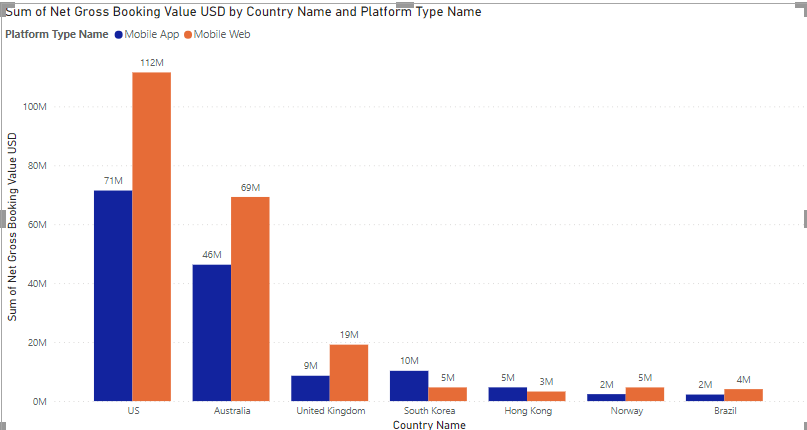 Sum of Net Gross Booking Value USD by Country Name and Platform Type Name
Platform Type Name Mobile App Mobile Web
Sum of Net Gross Booking Value USD
100M
80M
60M
40M
20M
0M
71M
112M
46M
69M
9M
19M
10M
5M
5M
3M
2M
5M
2M
4M
US Australia United Kingdom South Korea Hong Kong Norway Brazil
Country Name